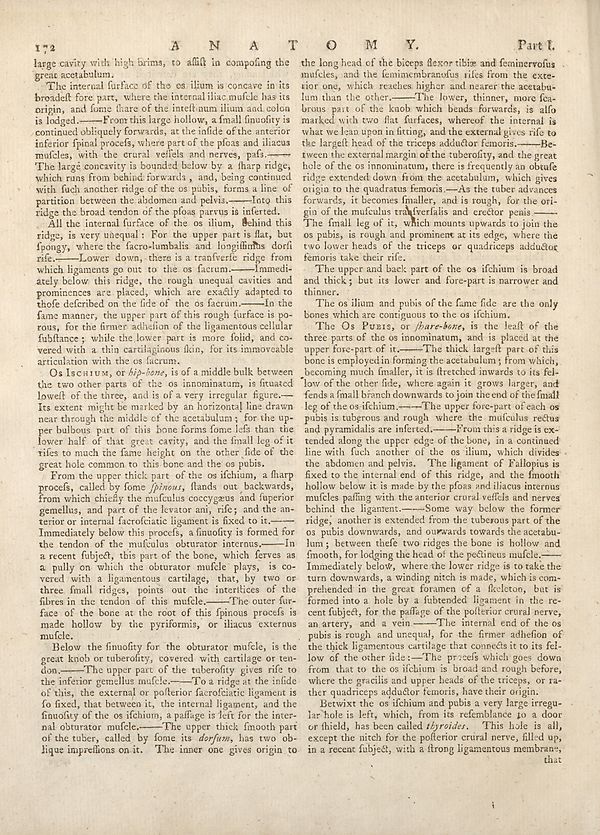 172 A N A T O M Y. Part I.
large cavity with high brims, to aſſiſt in compoſing the
great acetabulum.
The internal ſurface of the os ilium is concave in its
broadeſt fore part, where the internal iliac muſcle has its
origin, and ſome ſhare of the inteſtinum ilium and colon
is lodged.——From this large hollow, a ſmall ſinuoſity is
continued obliquely forwards, at the inſide of the anterior
inferior ſpinal proceſs, where part of the pſoas and iliacus
muſcles, with the crural veſſels and nerves, paſs.——
The large concavity is bounded below by a ſharp ridge,
which runs from behind forwards, and, being continued
with ſuch another ridge of the os pubis, forms a line of
partition between the abdomen and pelvis.——Into this
ridge the broad tendon of the pſoas parvus is inſerted.
All the internal ſurface of the os ilium, behind this
ridge, is very unequal: For the upper part is flat, but
ſpongy, where the ſacro-lumbalis and longiſſimus dorſi
riſe.——Lower down, there is a tranſverſe ridge from
which ligaments go out to the os ſacrum.——Immedi-
ately below this ridge, the rough unequal cavities and
prominences are placed, which are exactly adapted to
thoſe deſcribed on the ſide of the os ſacrum.——In the
ſame manner, the upper part of this rough ſurface is po-
rous, for the firmer adheſion of the ligamentous cellular
ſubſtance; while the lower part is more ſolid, and co-
vered with a thin cartilaginous ſkin, for its immoveable
articulation with the os ſacrum.
Os Ischium, or hip-bone, is of a middle bulk between
the two other parts of the os innominatum, is ſituated
loweſt of the three, and is of a very irregular figure.—
Its extent might be marked by an horizontal line drawn
near through the middle of the acetabulum; for the up-
per bulbous part of this bone forms ſome leſs than the
lower half of that great cavity, and the ſmall leg of it
riſes to much the ſame height on the other ſide of the
great hole common to this bone and the os pubis.
From the upper thick part of the os iſchium, a ſharp
proceſs, called by ſome ſpinous, ſtands out backwards,
from which chiefly the muſculus coccygæus and ſuperior
gemellus, and part of the levator ani, riſe; and the an-
terior or internal ſacroſciatic ligament is fixed to it.——
Immediately below this proceſs, a ſinuoſity is formed for
the tendon of the muſculus obturator internus.——In
a recent ſubject, this part of the bone, which ſerves as
a pulley on which the obturator muſcle plays, is co-
vered with a ligamentous cartilage, that, by two or
three ſmall ridges, points out the interſtices of the
fibres in the tendon of this muſcle.——The outer ſur-
face of the bone at the root of this ſpinous proceſs is
made hollow by the pyriformis, or iliacus externus
muſcle.
Below the ſinuoſity for the obturator muſcle, is the
great knob or tuberoſity, covered with cartilage or ten-
don.——The upper part of the tuberoſity gives riſe to
the inferior gemellus muſcle.——To a ridge at the inſide
of this, the external or poſterior ſacroſciatic ligament is
ſo fixed, that between it, the internal ligament, and the
ſinuoſity of the os iſchium, a paſſage is left for the inter-
nal obturator muſcle.——The upper thick ſmooth part
of the tuber, called by ſome its dorſum, has two ob-
lique impreſſions on it. The inner one gives origin to
the long head of the biceps flexor tibiæ and ſeminervoſus
muſcles, and the ſemimembranoſus riſes from the exte-
rior one, which reaches higher and nearer the acetabu-
lum than the other.——The lower, thinner, more ſca-
brous part of the knob which bends forwards, is alſo
marked with two flat ſurfaces, whereof the internal is
what we lean upon in ſitting, and the external gives riſe to
the largeſt head of the triceps adductor femoris.——Be-
tween the external margin of the tuberoſity, and the great
hole of the os innominatum, there is frequently an obtuſe
ridge extended down from the acetabulum, which gives
origin to the quadratus femoris.—As the tuber advances
forwards, it becomes ſmaller, and is rough, for the ori-
gin of the muſculus tranſverſalis and erector penis——
The ſmall leg of it, which mounts upwards to join the
os pubis, is rough and prominent at its edge, where the
two lower heads of the triceps or quadriceps adductor
femoris take their riſe.
The upper and back part of the os iſchium is broad
and thick; but its lower and fore-part is narrower and
thinner.
The os ilium and pubis of the ſame ſide are the only
bones which are contiguous to the os iſchium.
The Os Pubis, or ſhare-bone, is the leaſt of the
three parts of the os innominatum, and is placed at the
upper fore-part of it.——The thick largeſt part of this
bone is employed in forming the acetabulum; from which,
becoming much ſmaller, it is ſtretched inwards to its fel-
low of the other ſide, where again it grows larger, and
ſends a ſmall branch downwards to join the end of the ſmall
leg of the os iſchium.——The upper fore-part of each os
pubis is tuberous and rough where the muſculus rectus
and pyramidalis are inſerted.——From this a ridge is ex-
tended along the upper edge of the bone, in a continued
line with ſuch another of the os ilium, which divides
the abdomen and pelvis. The ligament of Fallopius is
fixed to the internal end of this ridge, and the ſmooth
hollow below it is made by the pſoas and iliacus internus
muſcles paſſing with the anterior crural veſſels and nerves
behind the ligament.——Some way below the former
ridge, another is extended from the tuberous part of the
os pubis downwards, and outwards towards the acetabu-
lum; between theſe two ridges the bone is hollow and
ſmooth, for lodging the head of the pectineus muſcle.——
Immediately below, where the lower ridge is to take the
turn downwards, a winding nitch is made, which is com-
prehended in the great foramen of a ſkeleton, but is
formed into a hole by a ſubtended ligament in the re-
cent ſubject, for the paſſage of the poſterior crural nerve,
an artery, and a vein——The internal end of the os
pubis is rough and unequal, for the firmer adheſion of
the thick ligamentous cartilage that connects it to its fel-
low of the other ſide:—The proceſs which goes down
from that to the os iſchium is broad and rough before,
where the gracilis and upper heads of the triceps, or ra-
ther quadriceps adductor femoris, have their origin.
Betwixt the os iſchium and pubis a very large irregu-
lar hole is left, which, from its reſemblance to a door
or ſhield, has been called thyroides. This hole is all,
except the nitch for the poſterior crural nerve, filled up,
in a recent ſubject, with a ſtrong ligamentous membrane,
that